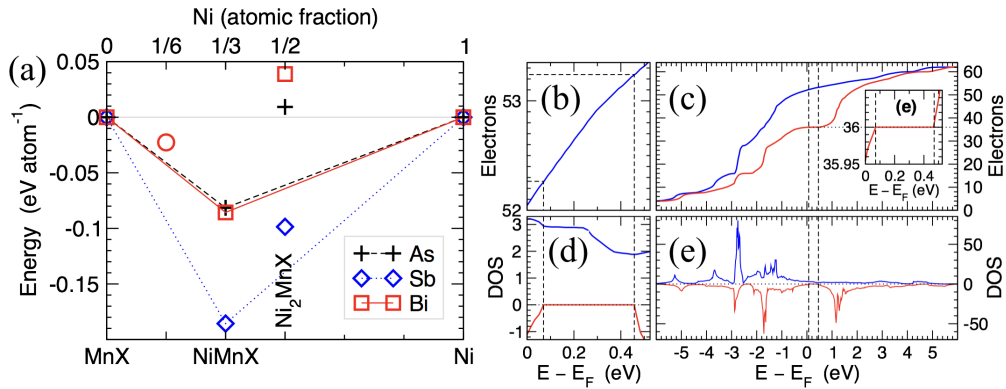 Ni (atomic fraction)
0 1/6 1/3 1/2 1
(a)
Energy (eV atom⁻¹)
0.05
0
-0.05
-0.1
-0.15
Ni₂MnX
As
Sb
Bi
MnX NiMnX Ni
(b)
Electrons
53
52
(c)
(e)
36
35.95
0 0.2 0.4
E − E_F (eV)
60
50
40
30
20
10
0
Electrons
(d)
DOS
3
2
1
0
-1
0 0.2 0.4
E − E_F (eV)
(e)
50
0
-50
DOS
-5 -4 -3 -2 -1 0 1 2 3 4 5
E − E_F (eV)